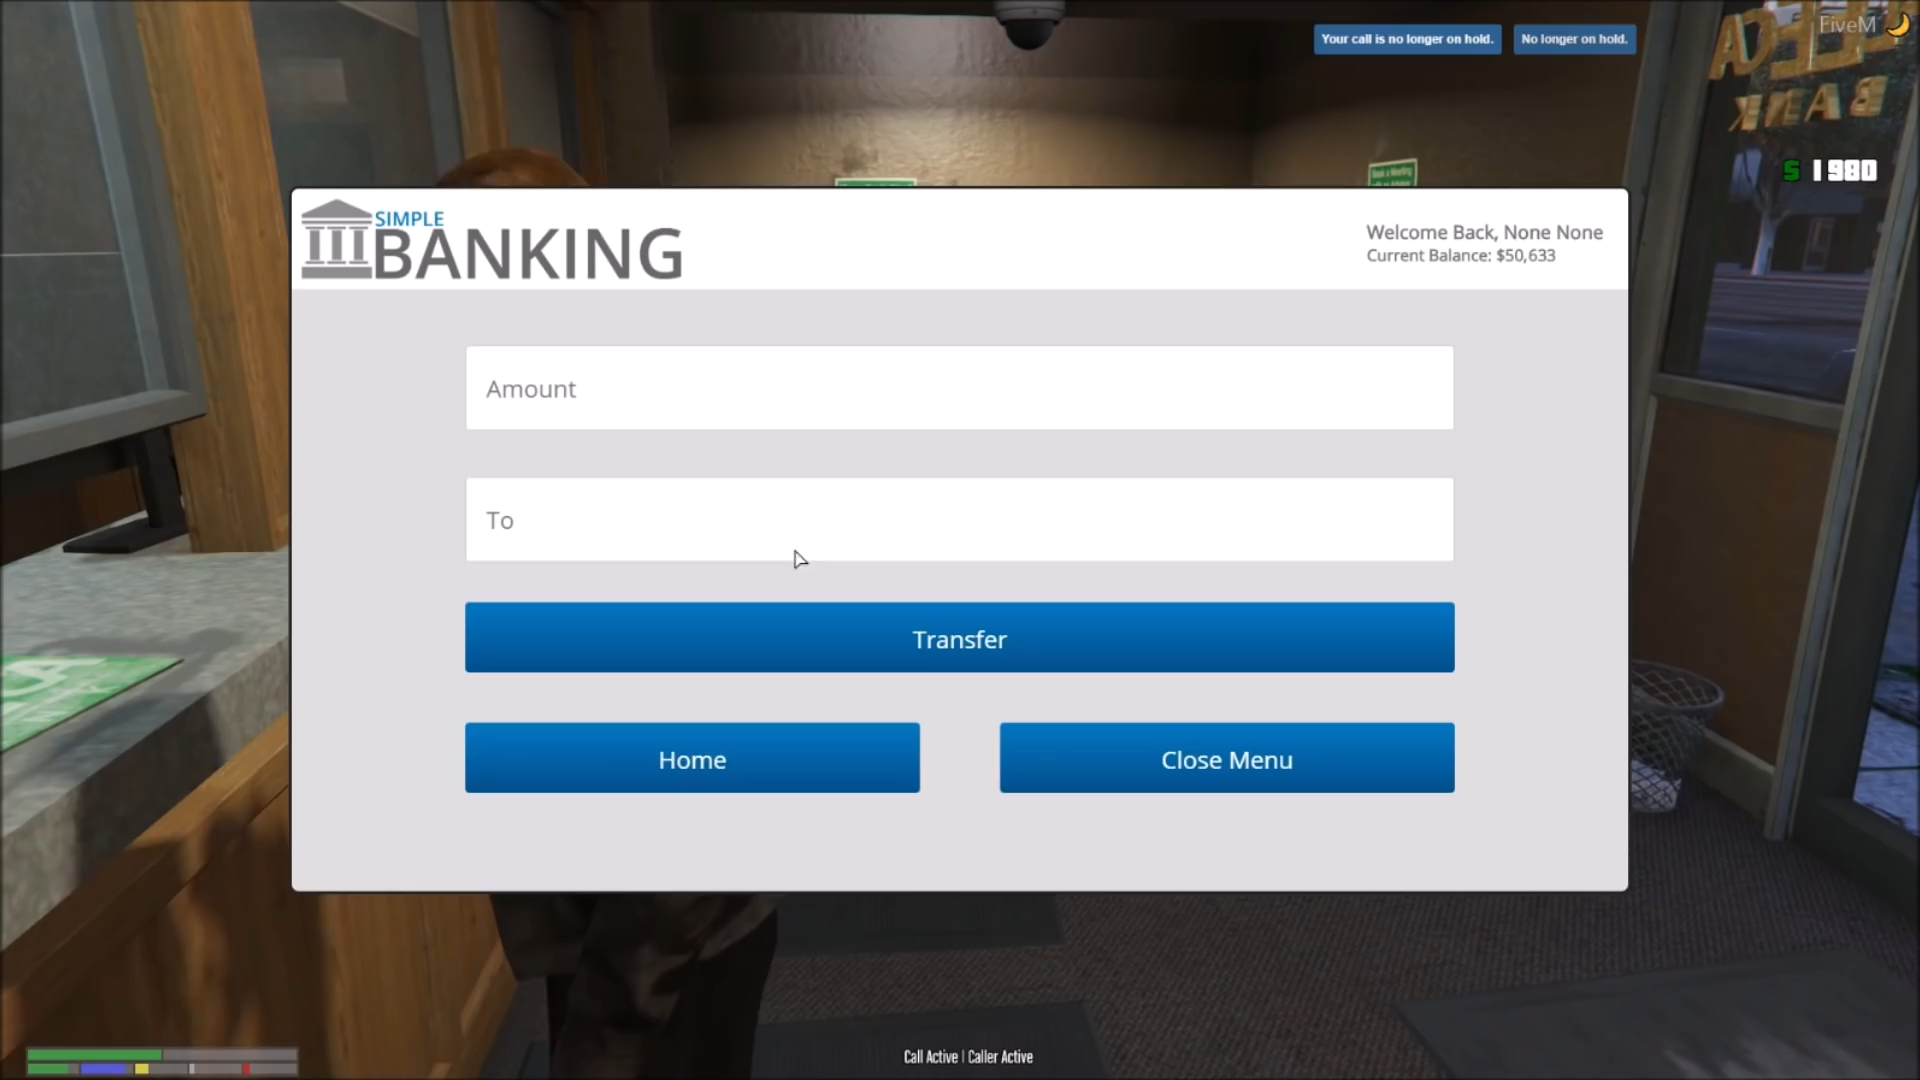 Your call is no longer on hold.
No longer on hold.
FiveM
BANK
$ 1980
SIMPLE
BANKING
Welcome Back, None None
Current Balance: $50,633
Amount
To
Transfer
Home
Close Menu
Call Active | Caller Active